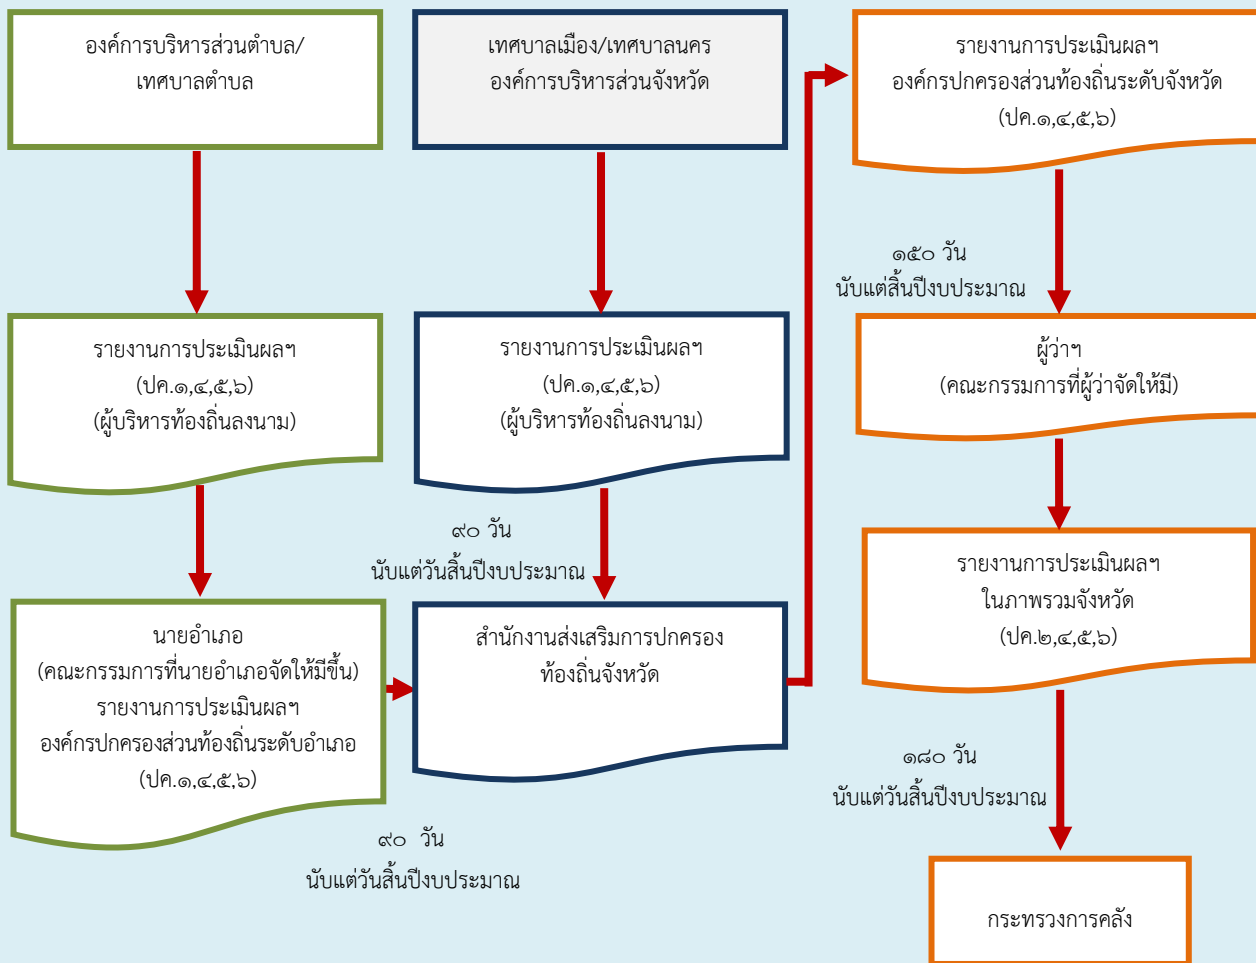 องค์การบริหารส่วนตำบล/
เทศบาลตำบล
รายงานการประเมินผลฯ
(ปค.๑,๔,๕,๖)
(ผู้บริหารท้องถิ่นลงนาม)
นายอำเภอ
(คณะกรรมการที่นายอำเภอจัดให้มีขึ้น)
รายงานการประเมินผลฯ
องค์กรปกครองส่วนท้องถิ่นระดับอำเภอ
(ปค.๑,๔,๕,๖)
๙๐ วัน
นับแต่วันสิ้นปีงบประมาณ
เทศบาลเมือง/เทศบาลนคร
องค์การบริหารส่วนจังหวัด
รายงานการประเมินผลฯ
(ปค.๑,๔,๕,๖)
(ผู้บริหารท้องถิ่นลงนาม)
๙๐ วัน
นับแต่วันสิ้นปีงบประมาณ
สำนักงานส่งเสริมการปกครอง
ท้องถิ่นจังหวัด
รายงานการประเมินผลฯ
องค์กรปกครองส่วนท้องถิ่นระดับจังหวัด
(ปค.๑,๔,๕,๖)
๑๕๐ วัน
นับแต่สิ้นปีงบประมาณ
ผู้ว่าฯ
(คณะกรรมการที่ผู้ว่าจัดให้มี)
รายงานการประเมินผลฯ
ในภาพรวมจังหวัด
(ปค.๒,๔,๕,๖)
๑๘๐ วัน
นับแต่วันสิ้นปีงบประมาณ
กระทรวงการคลัง